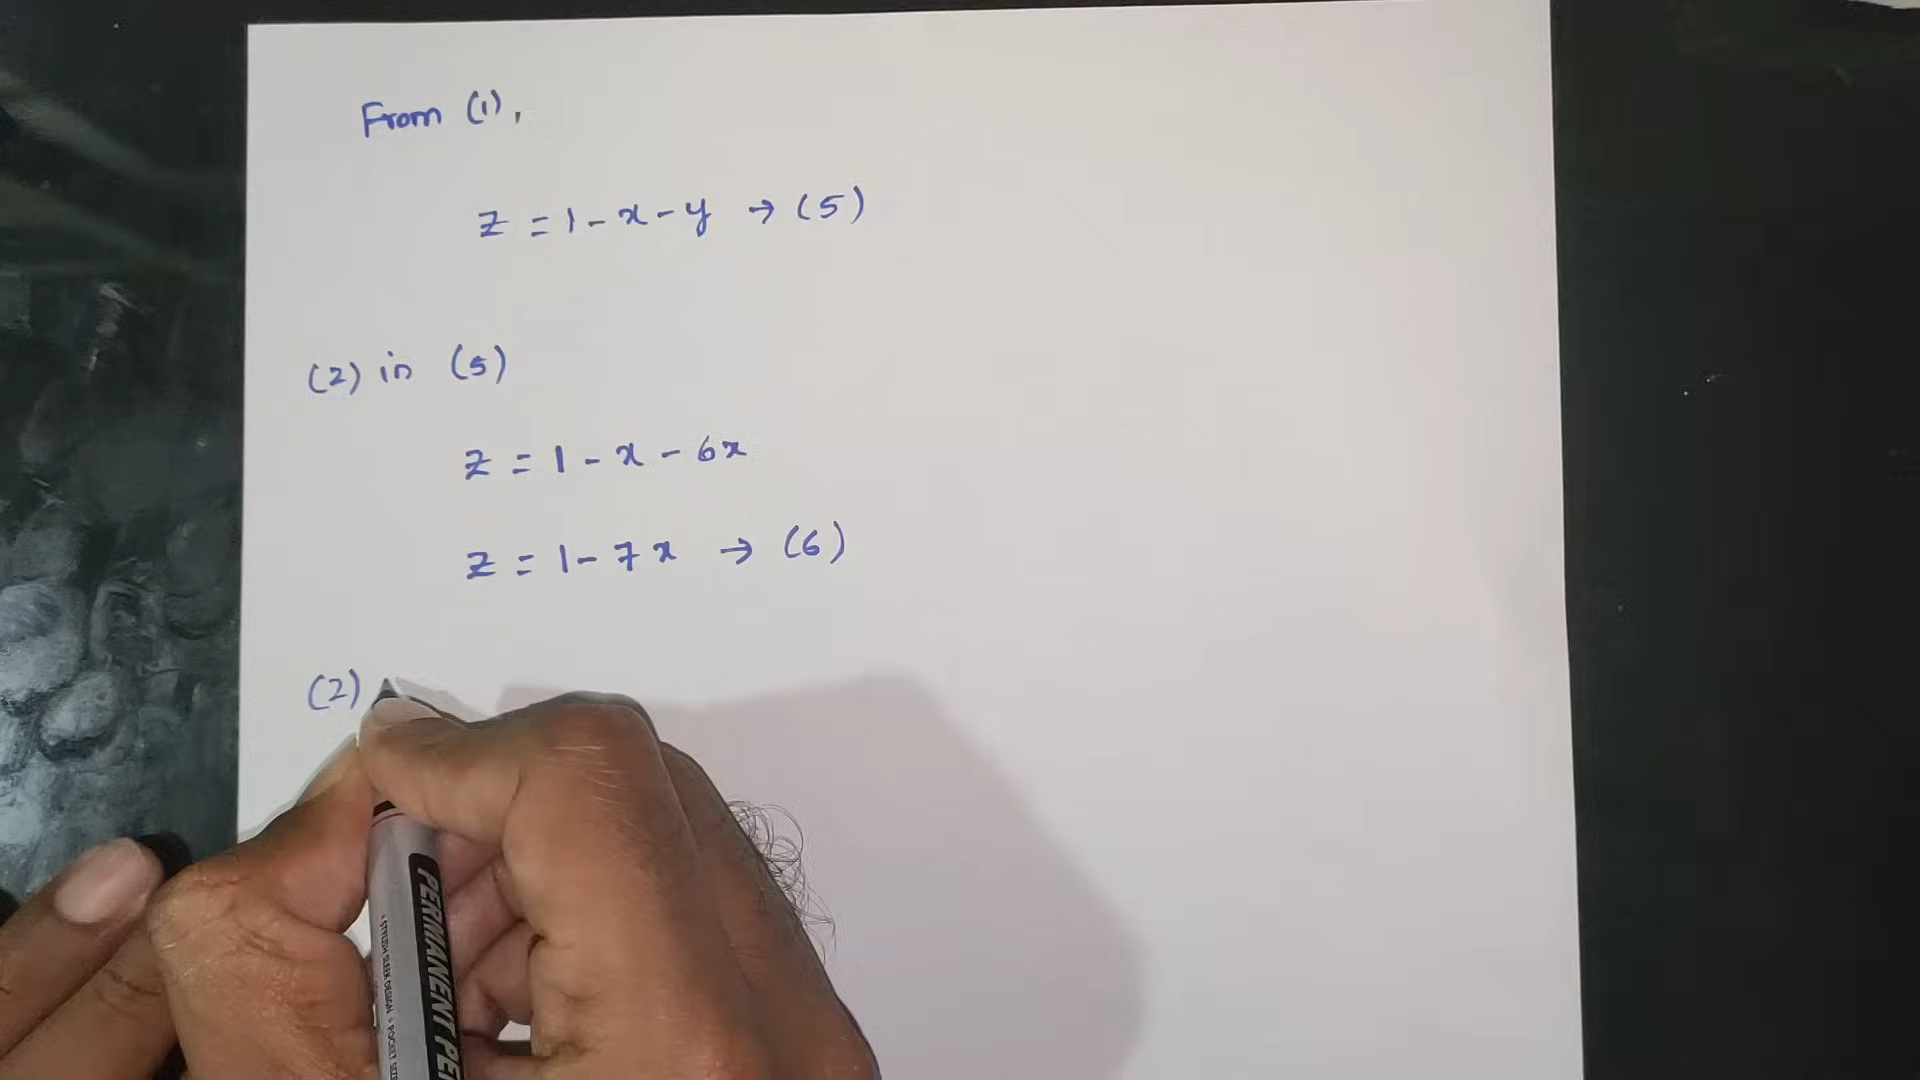 From (1),
z = 1 - x - y → (5)
(2) in (5)
z = 1 - x - 6x
z = 1 - 7x → (6)
(2)
PERMANENT PE